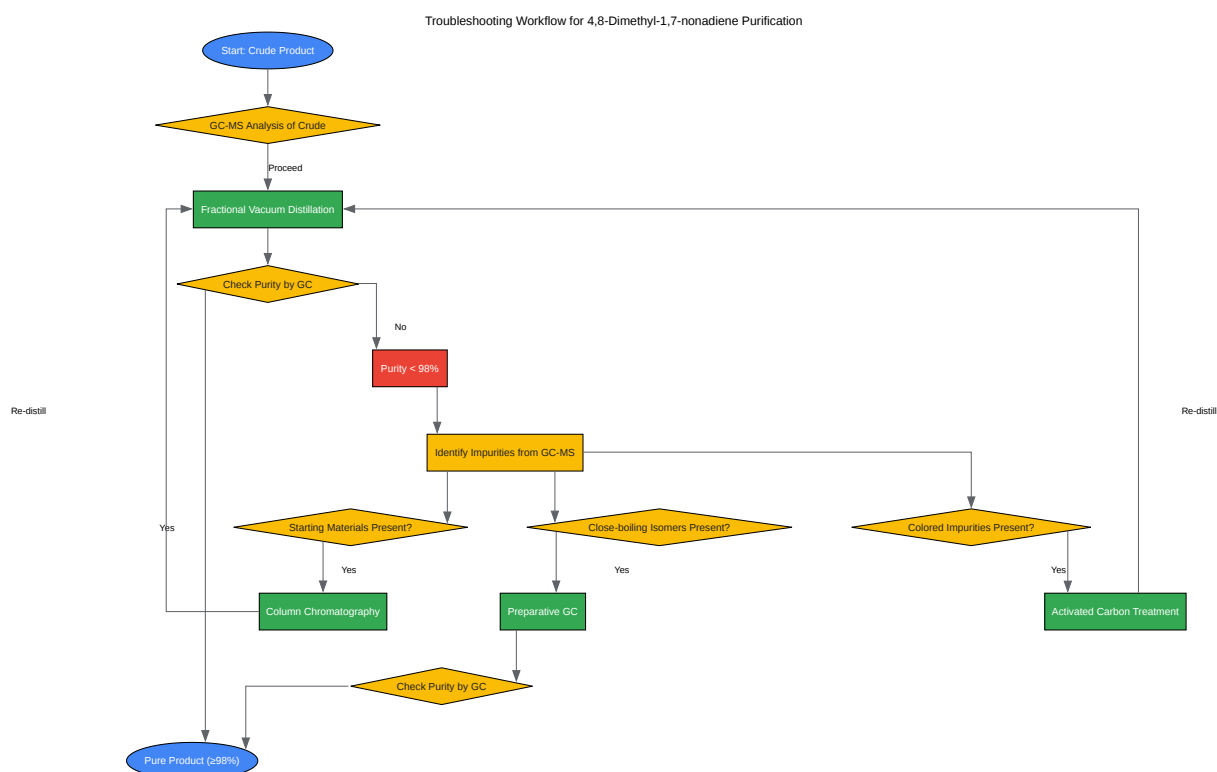 Troubleshooting Workflow for 4,8-Dimethyl-1,7-nonadiene Purification
Start: Crude Product
GC-MS Analysis of Crude
Proceed
Fractional Vacuum Distillation
Check Purity by GC
No
Purity < 98%
Re-distill
Re-distill
Identify Impurities from GC-MS
Yes
Starting Materials Present?
Close-boiling Isomers Present?
Colored Impurities Present?
Yes
Yes
Yes
Column Chromatography
Preparative GC
Activated Carbon Treatment
Check Purity by GC
Pure Product (≥98%)